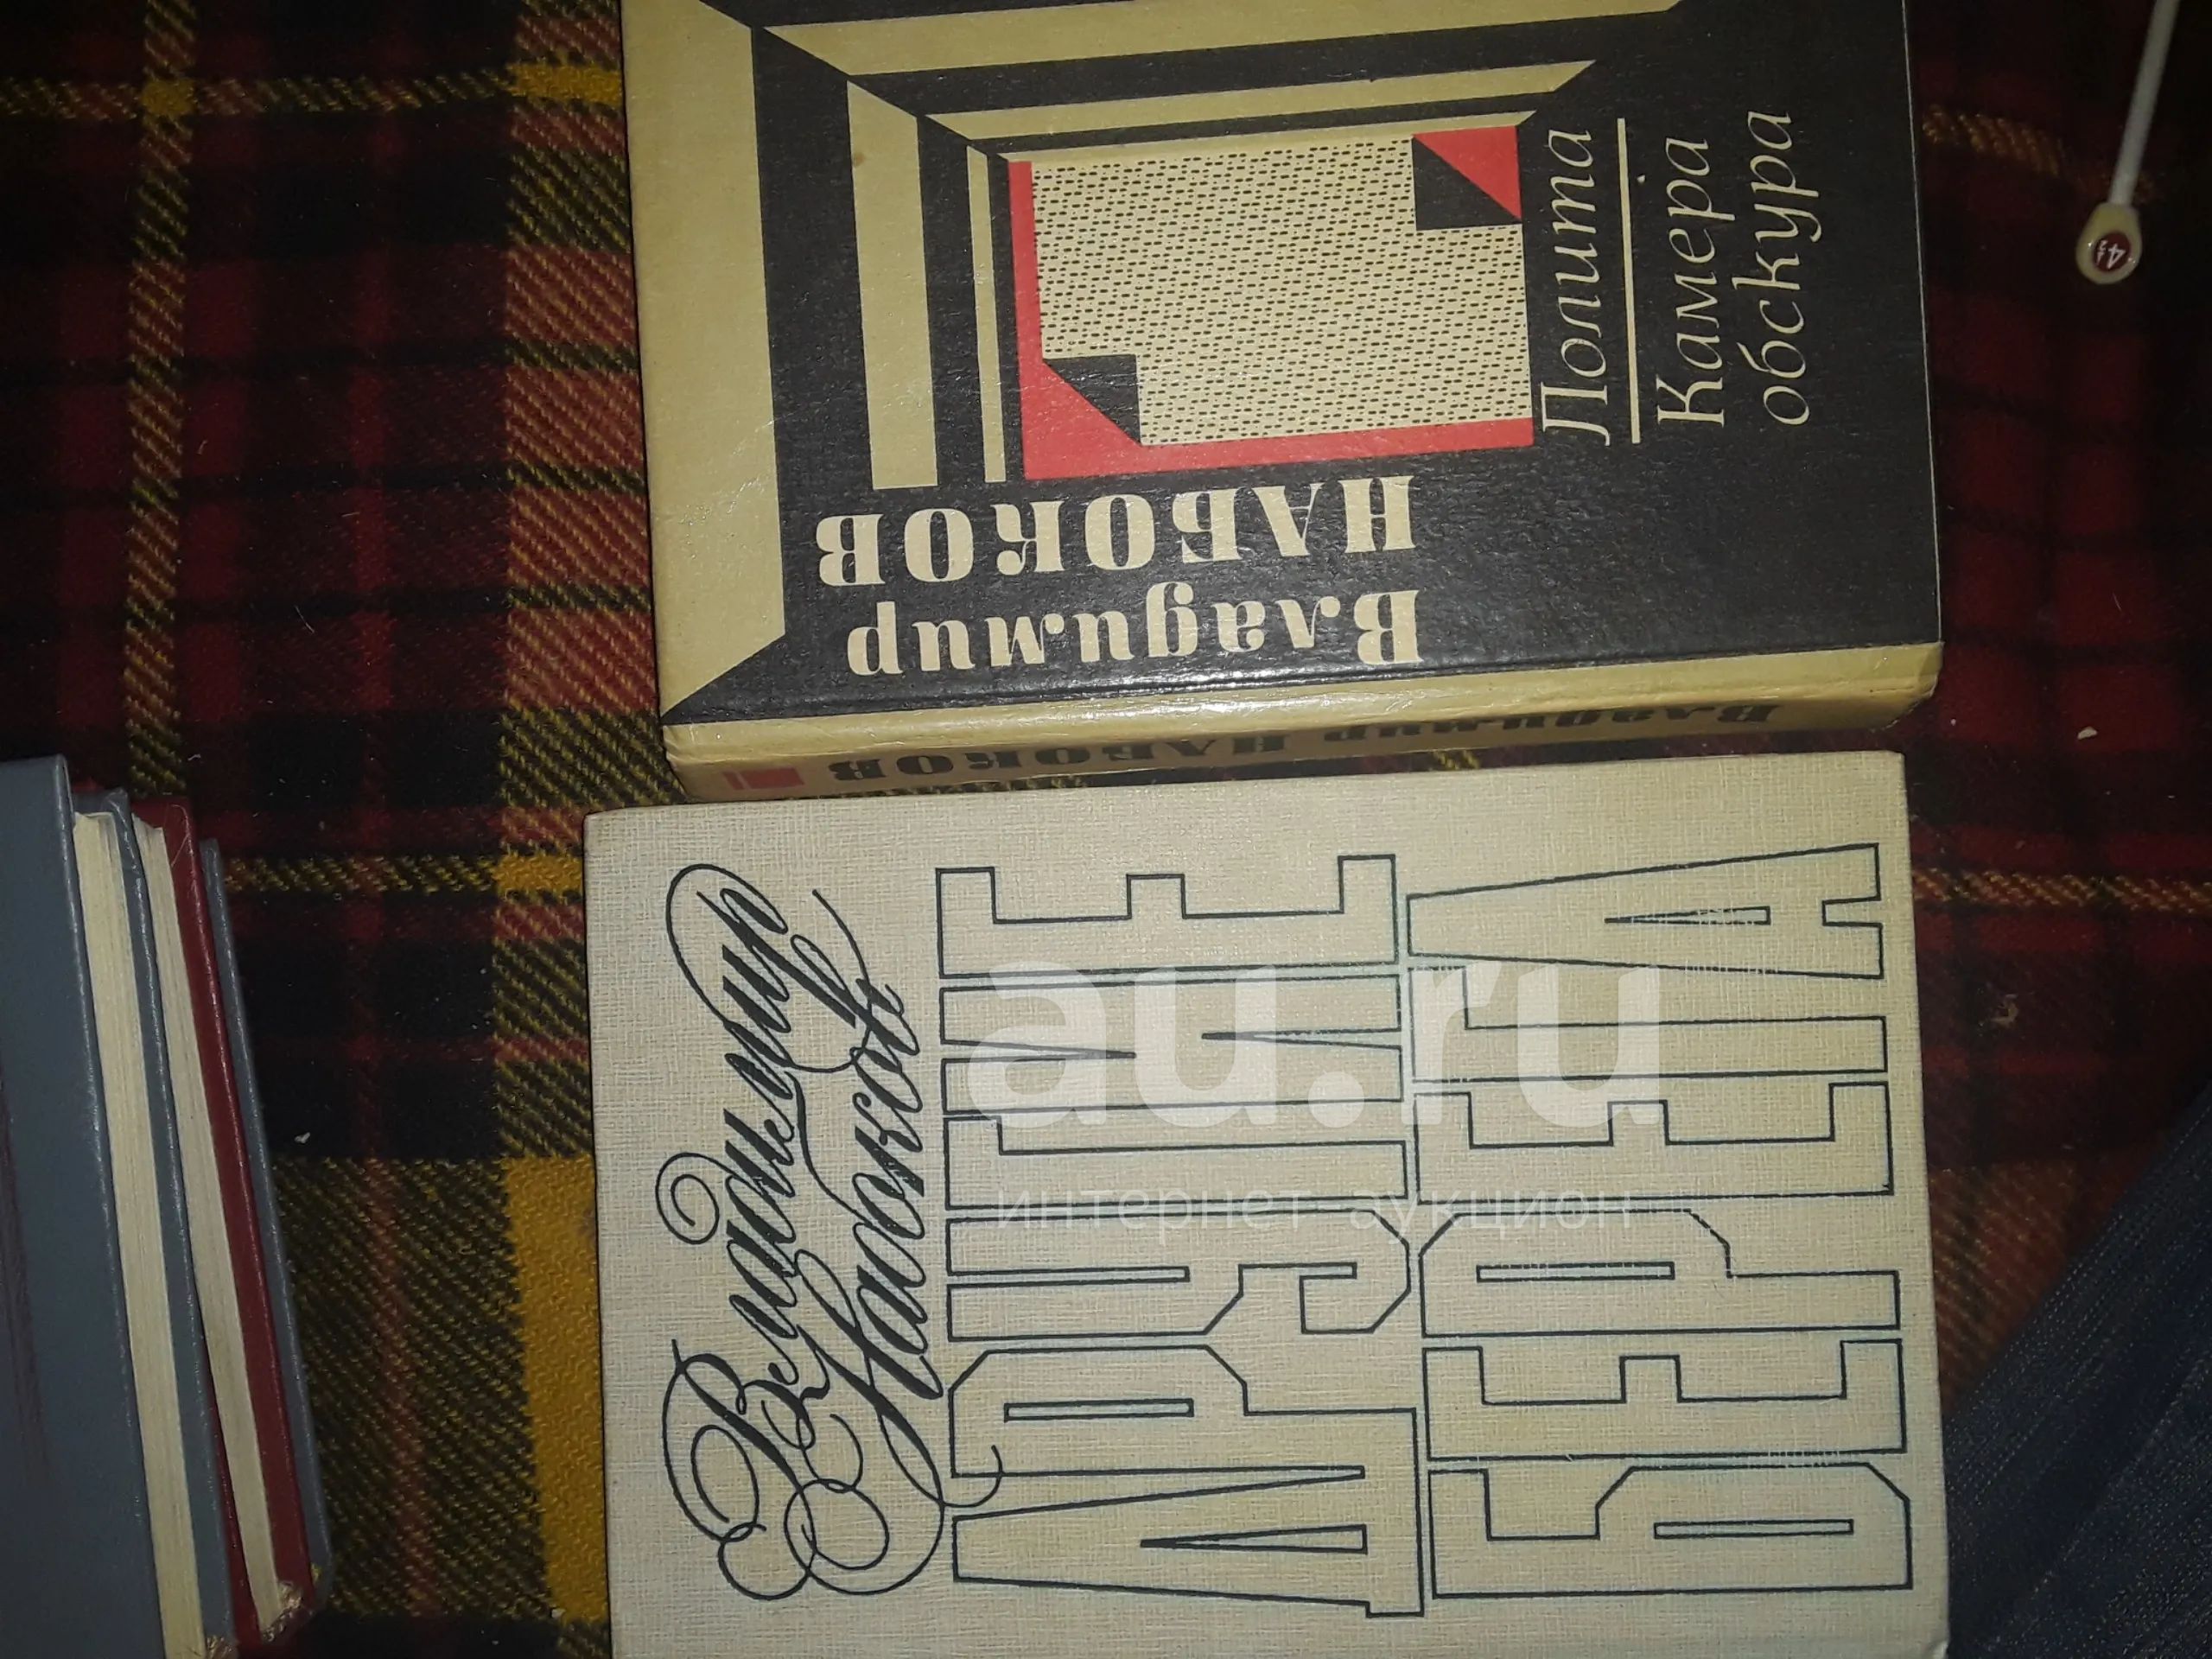 Владимир
НАБОКОВ
Лолита
Камера
обскура
Владимир НАБОКОВ
Владимир
Набоков
ДРУГИЕ
БЕРЕГА
au.ru
интернет аукцион